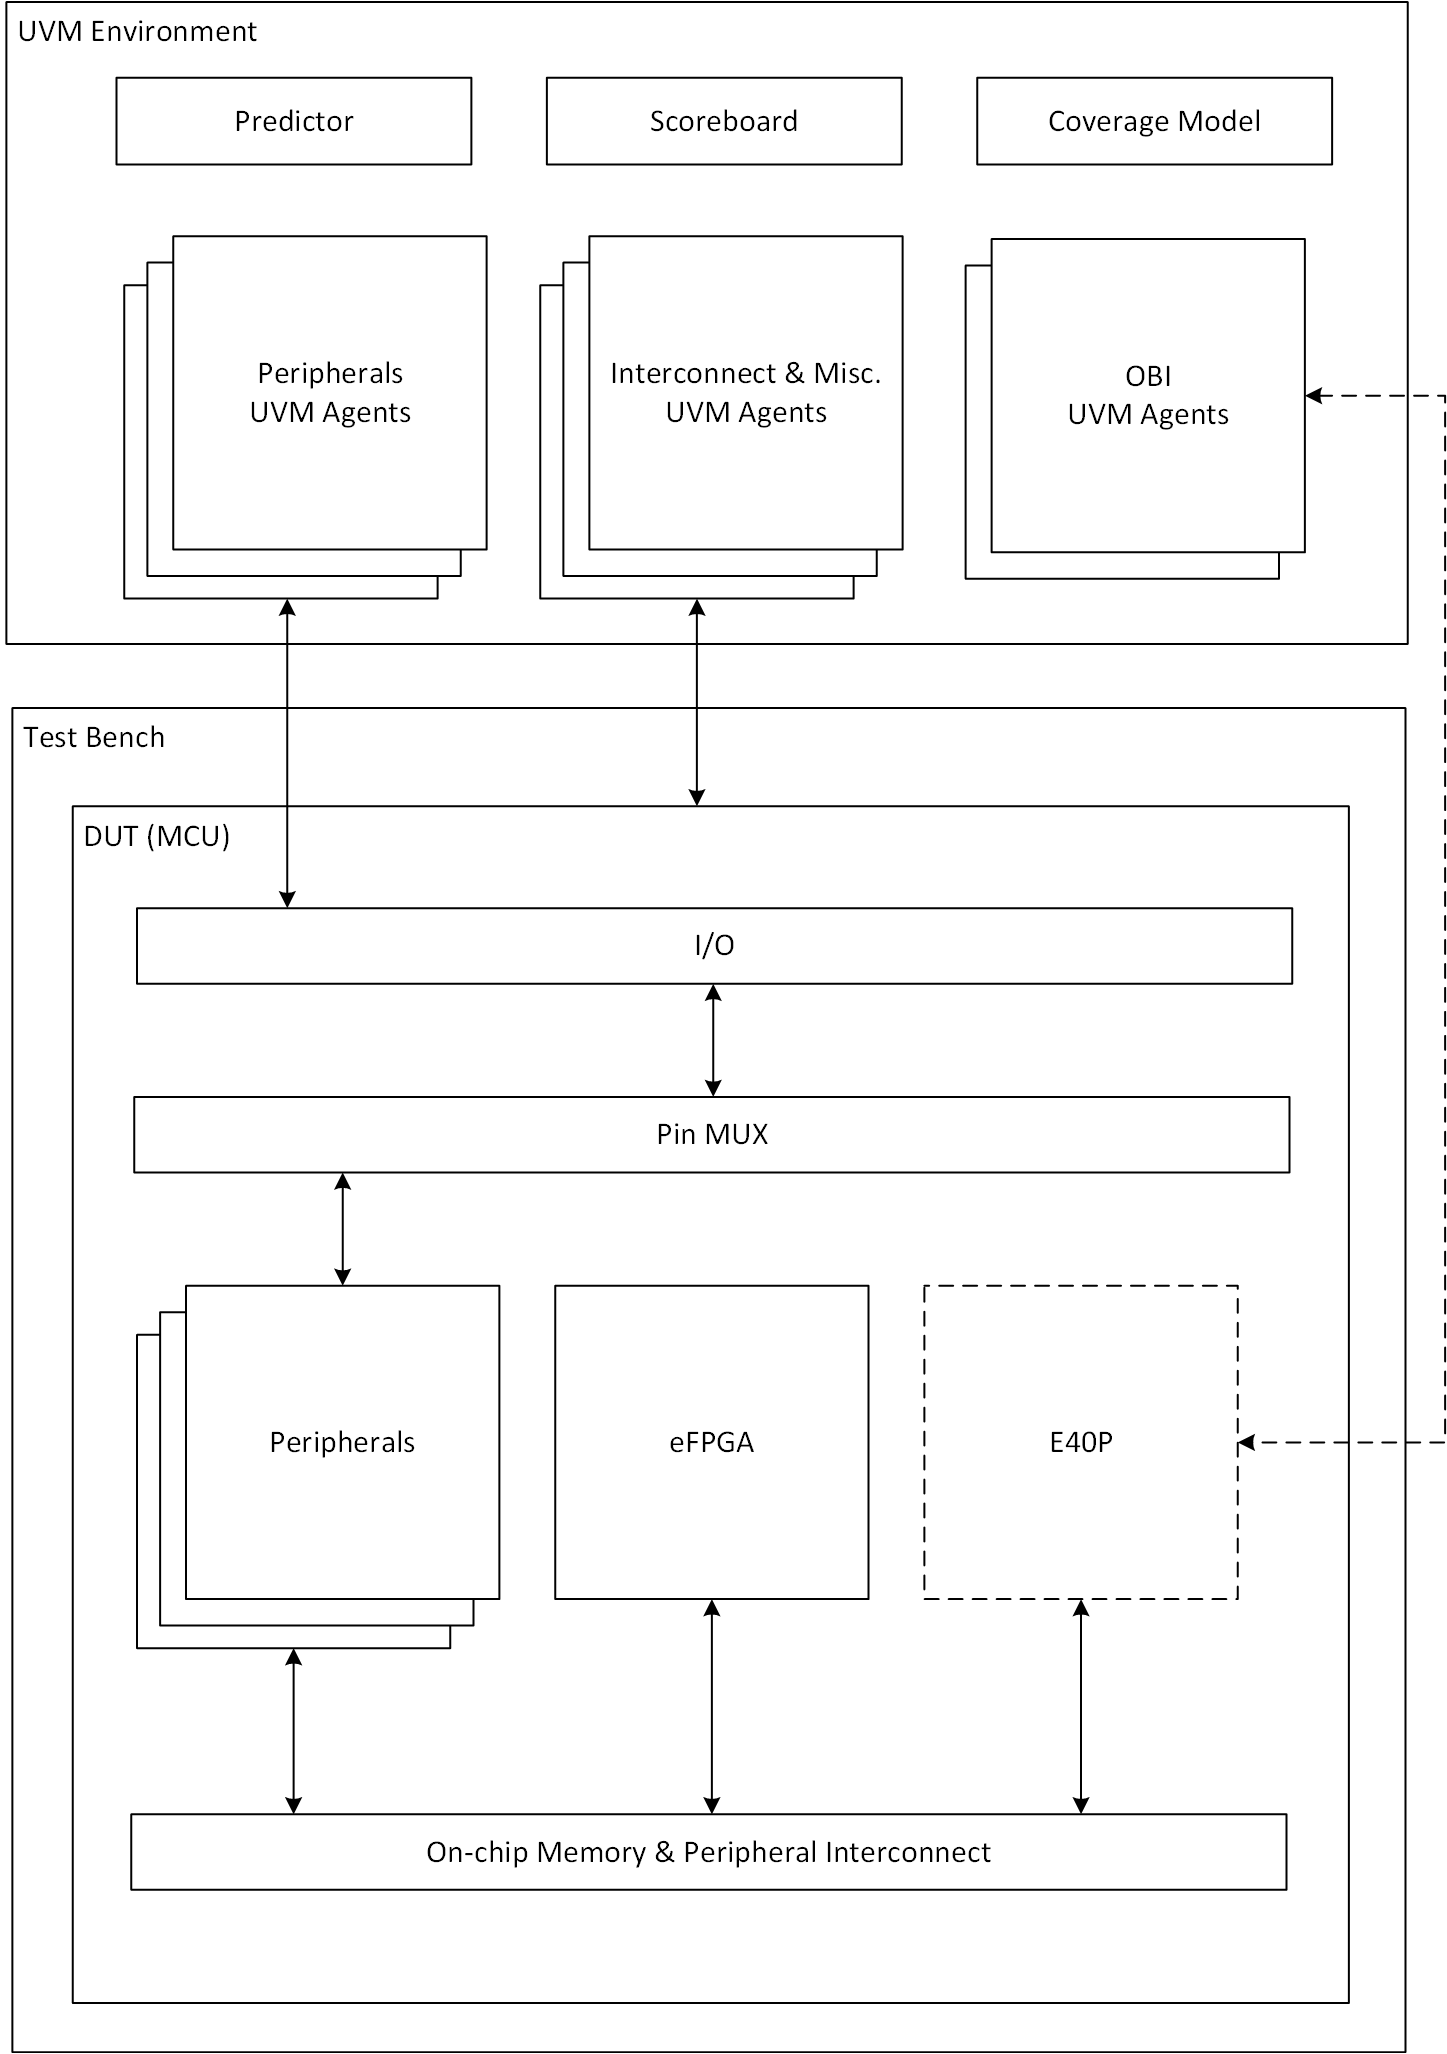 UVM Environment
Predictor
Scoreboard
Coverage Model
Peripherals
UVM Agents
Interconnect & Misc.
UVM Agents
OBI
UVM Agents
Test Bench
DUT (MCU)
I/O
Pin MUX
Peripherals
eFPGA
E40P
On-chip Memory & Peripheral Interconnect